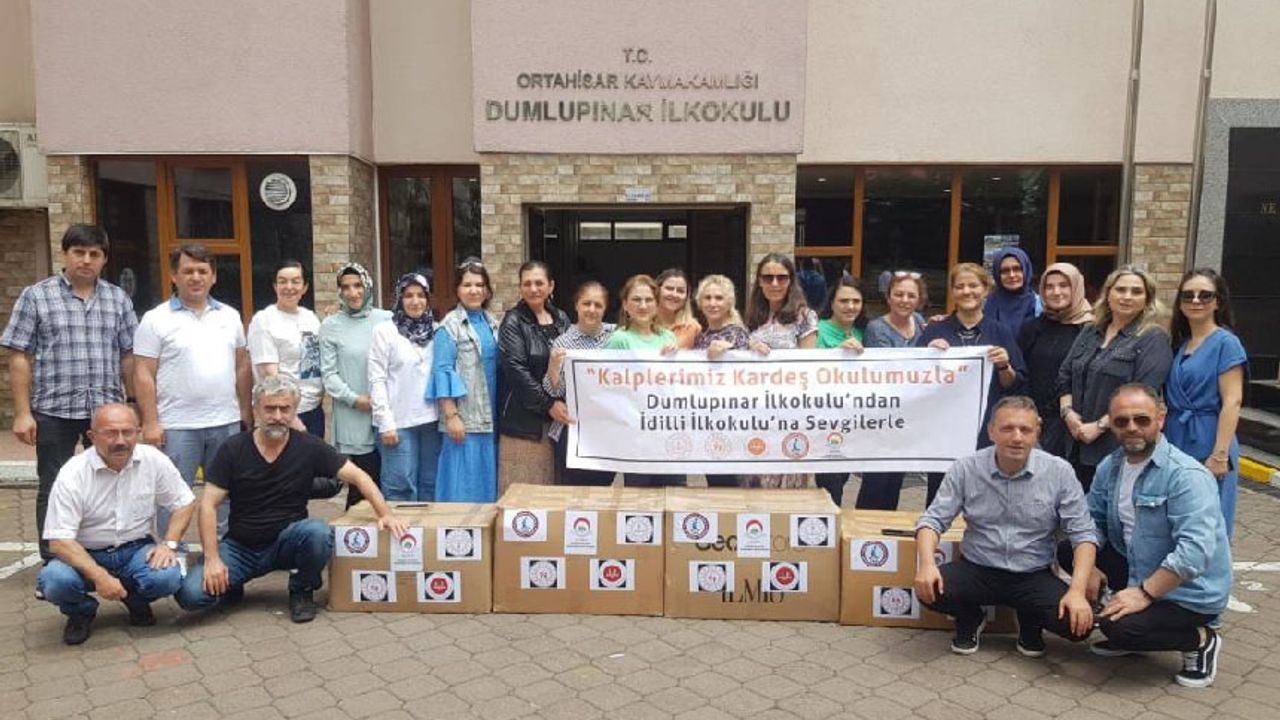 T.C.
ORTAHİSAR KAYMAKAMLIĞI
DUMLUPINAR İLKOKULU
"Kalplerimiz Kardeş Okulumuzla"
Dumlupınar İlkokulu'ndan
İdilli İlkokulu'na Sevgilerle